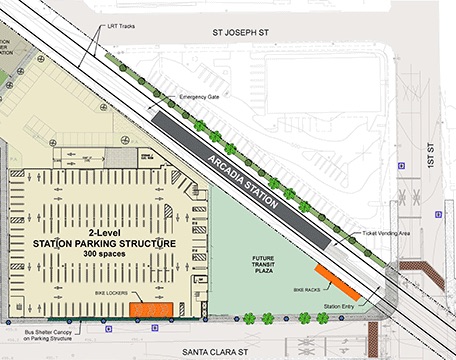 LRT Tracks
ST JOSEPH ST
Emergency Gate
ARCADIA STATION
1ST ST
2-Level
STATION PARKING STRUCTURE
300 spaces
Ticket Vending Area
FUTURE
TRANSIT
PLAZA
BIKE LOCKERS
BIKE RACKS
Station Entry
Bus Shelter Canopy
on Parking Structure
SANTA CLARA ST